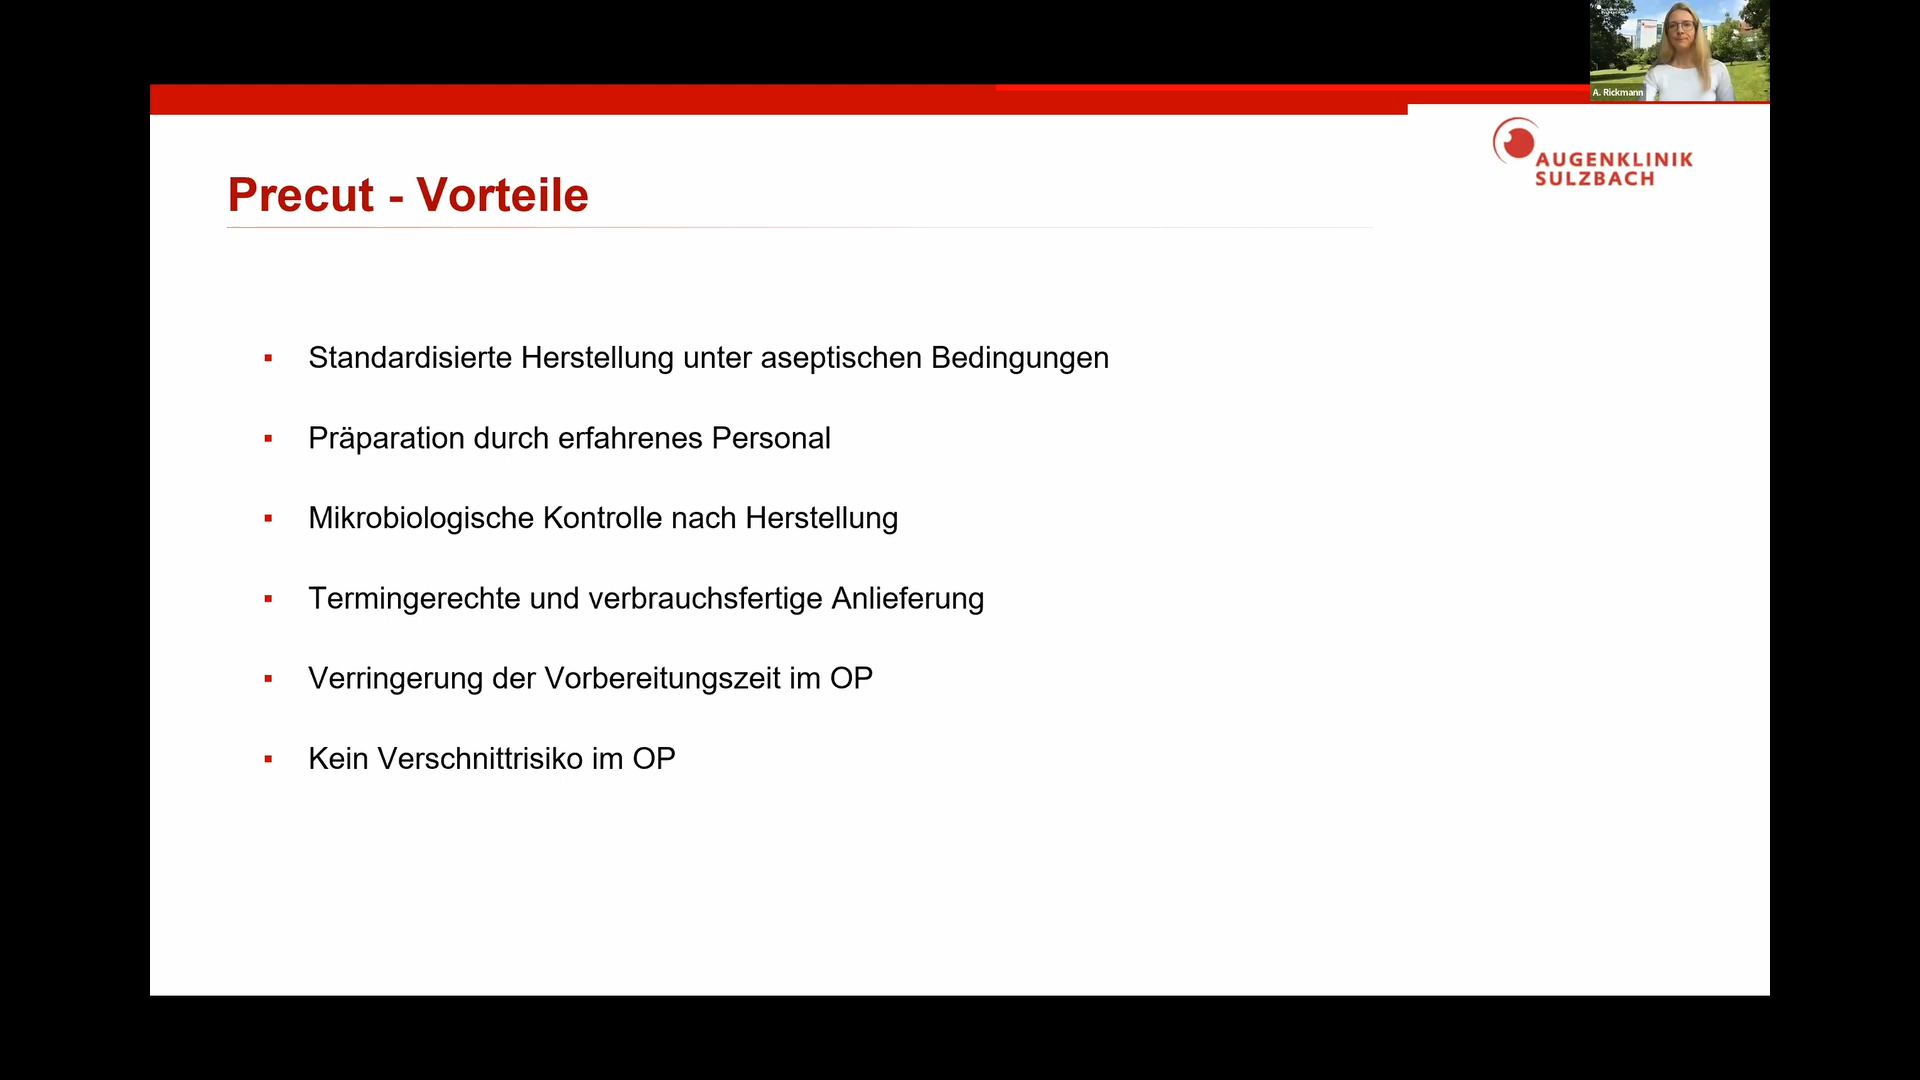 A. Rickmann
AUGENKLINIK
SULZBACH
Precut - Vorteile
▪ Standardisierte Herstellung unter aseptischen Bedingungen
▪ Präparation durch erfahrenes Personal
▪ Mikrobiologische Kontrolle nach Herstellung
▪ Termingerechte und verbrauchsfertige Anlieferung
▪ Verringerung der Vorbereitungszeit im OP
▪ Kein Verschnittrisiko im OP